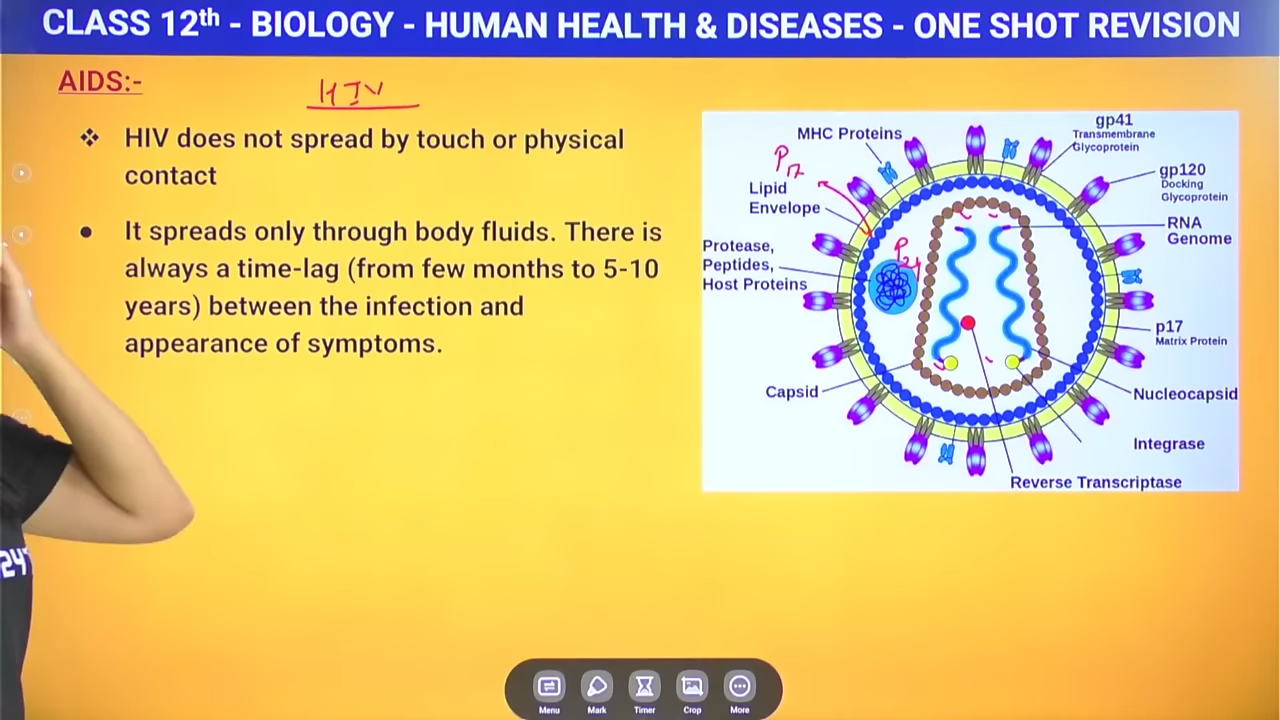 CLASS 12th - BIOLOGY - HUMAN HEALTH & DISEASES - ONE SHOT REVISION
AIDS:-
HIV
❖ HIV does not spread by touch or physical
contact
● It spreads only through body fluids. There is
always a time-lag (from few months to 5-10
years) between the infection and
appearance of symptoms.
MHC Proteins
gp41
Transmembrane
Glycoprotein
P17
Lipid
Envelope
gp120
Docking
Glycoprotein
RNA
Genome
Protease,
Peptides,
Host Proteins
P24
p17
Matrix Protein
Capsid
Nucleocapsid
Integrase
Reverse Transcriptase
24
Menu
Mark
Timer
Crop
More